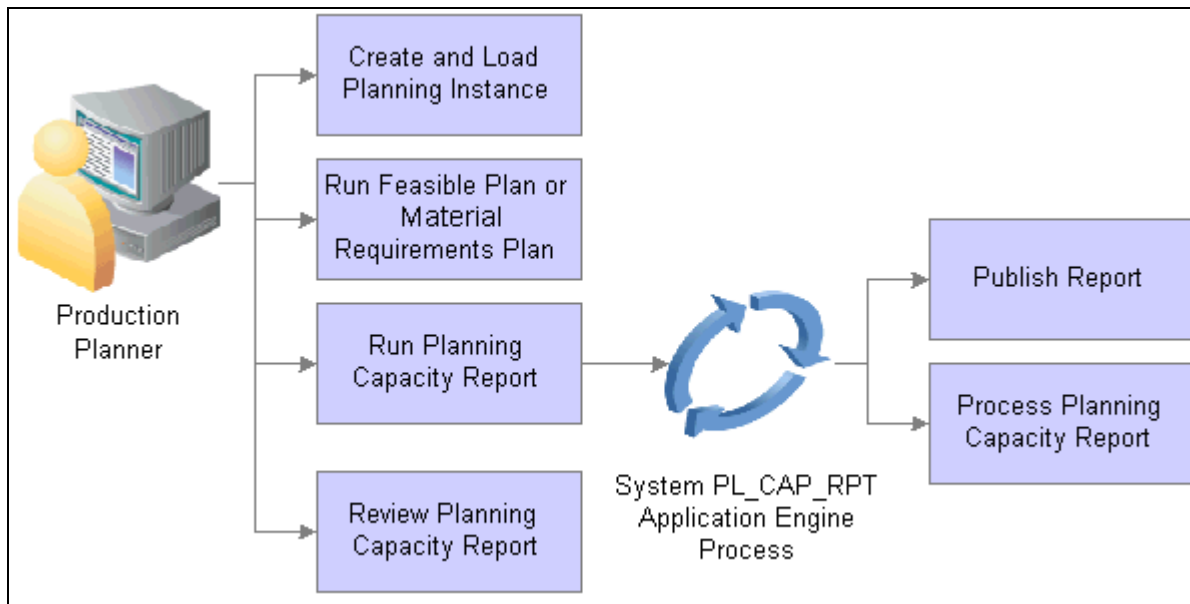 Production
Planner
Create and Load
Planning Instance
Run Feasible Plan or
Material
Requirements Plan
Run Planning
Capacity Report
Review Planning
Capacity Report
System PL_CAP_RPT
Application Engine
Process
Publish Report
Process Planning
Capacity Report